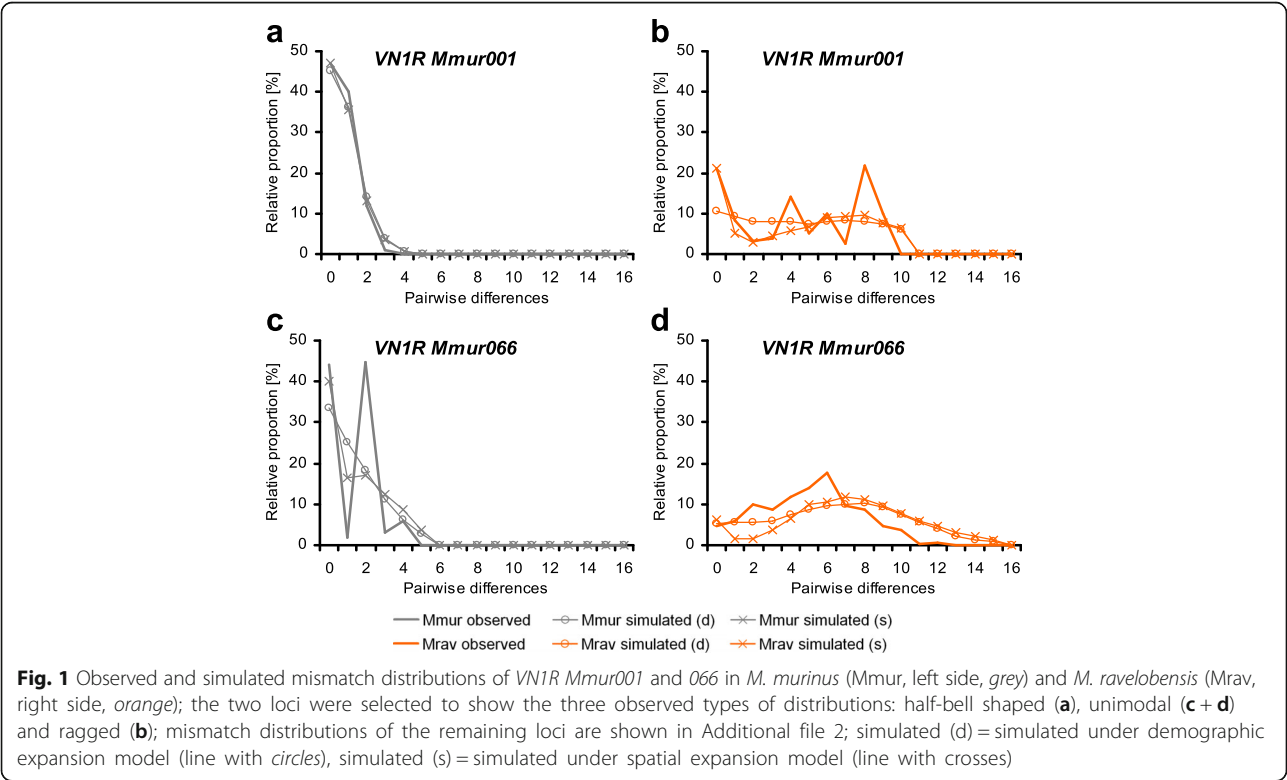 a
VN1R Mmur001
50
40
30
20
10
0
Relative proportion [%]
0 2 4 6 8 10 12 14 16
Pairwise differences
b
VN1R Mmur001
50
40
30
20
10
0
Relative proportion [%]
0 2 4 6 8 10 12 14 16
Pairwise differences
c
VN1R Mmur066
50
40
30
20
10
0
Relative proportion [%]
0 2 4 6 8 10 12 14 16
Pairwise differences
d
VN1R Mmur066
50
40
30
20
10
0
Relative proportion [%]
0 2 4 6 8 10 12 14 16
Pairwise differences
Mmur observed Mmur simulated (d) Mmur simulated (s)
Mrav observed Mrav simulated (d) Mrav simulated (s)
Fig. 1 Observed and simulated mismatch distributions of VN1R Mmur001 and 066 in M. murinus (Mmur, left side, grey) and M. ravelobensis (Mrav,
right side, orange); the two loci were selected to show the three observed types of distributions: half-bell shaped (a), unimodal (c + d)
and ragged (b); mismatch distributions of the remaining loci are shown in Additional file 2; simulated (d) = simulated under demographic
expansion model (line with circles), simulated (s) = simulated under spatial expansion model (line with crosses)